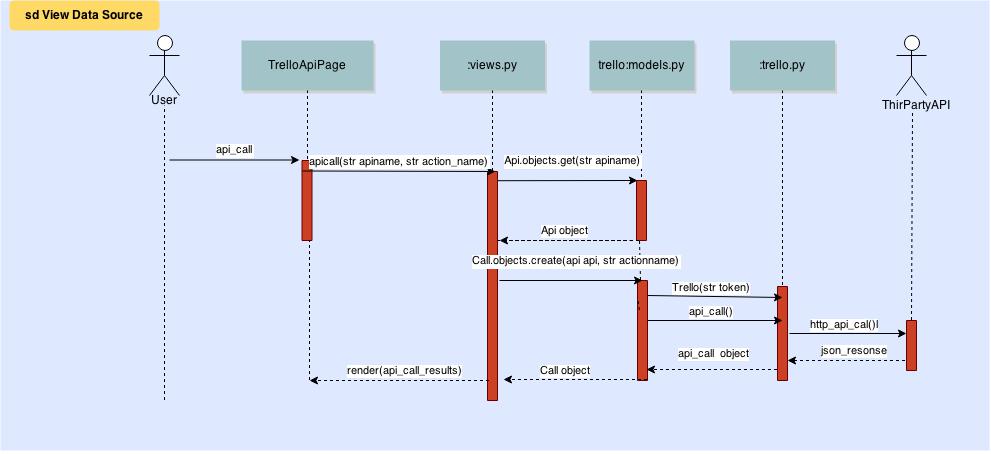 sd View Data Source
TrelloApiPage
:views.py
trello:models.py
:trello.py
User
ThirPartyAPI
api_call
apicall(str apiname, str action_name)
Api.objects.get(str apiname)
Api object
Call.objects.create(api api, str actionname)
Trello(str token)
api_call()
http_api_cal()l
json_resonse
api_call object
render(api_call_results)
Call object